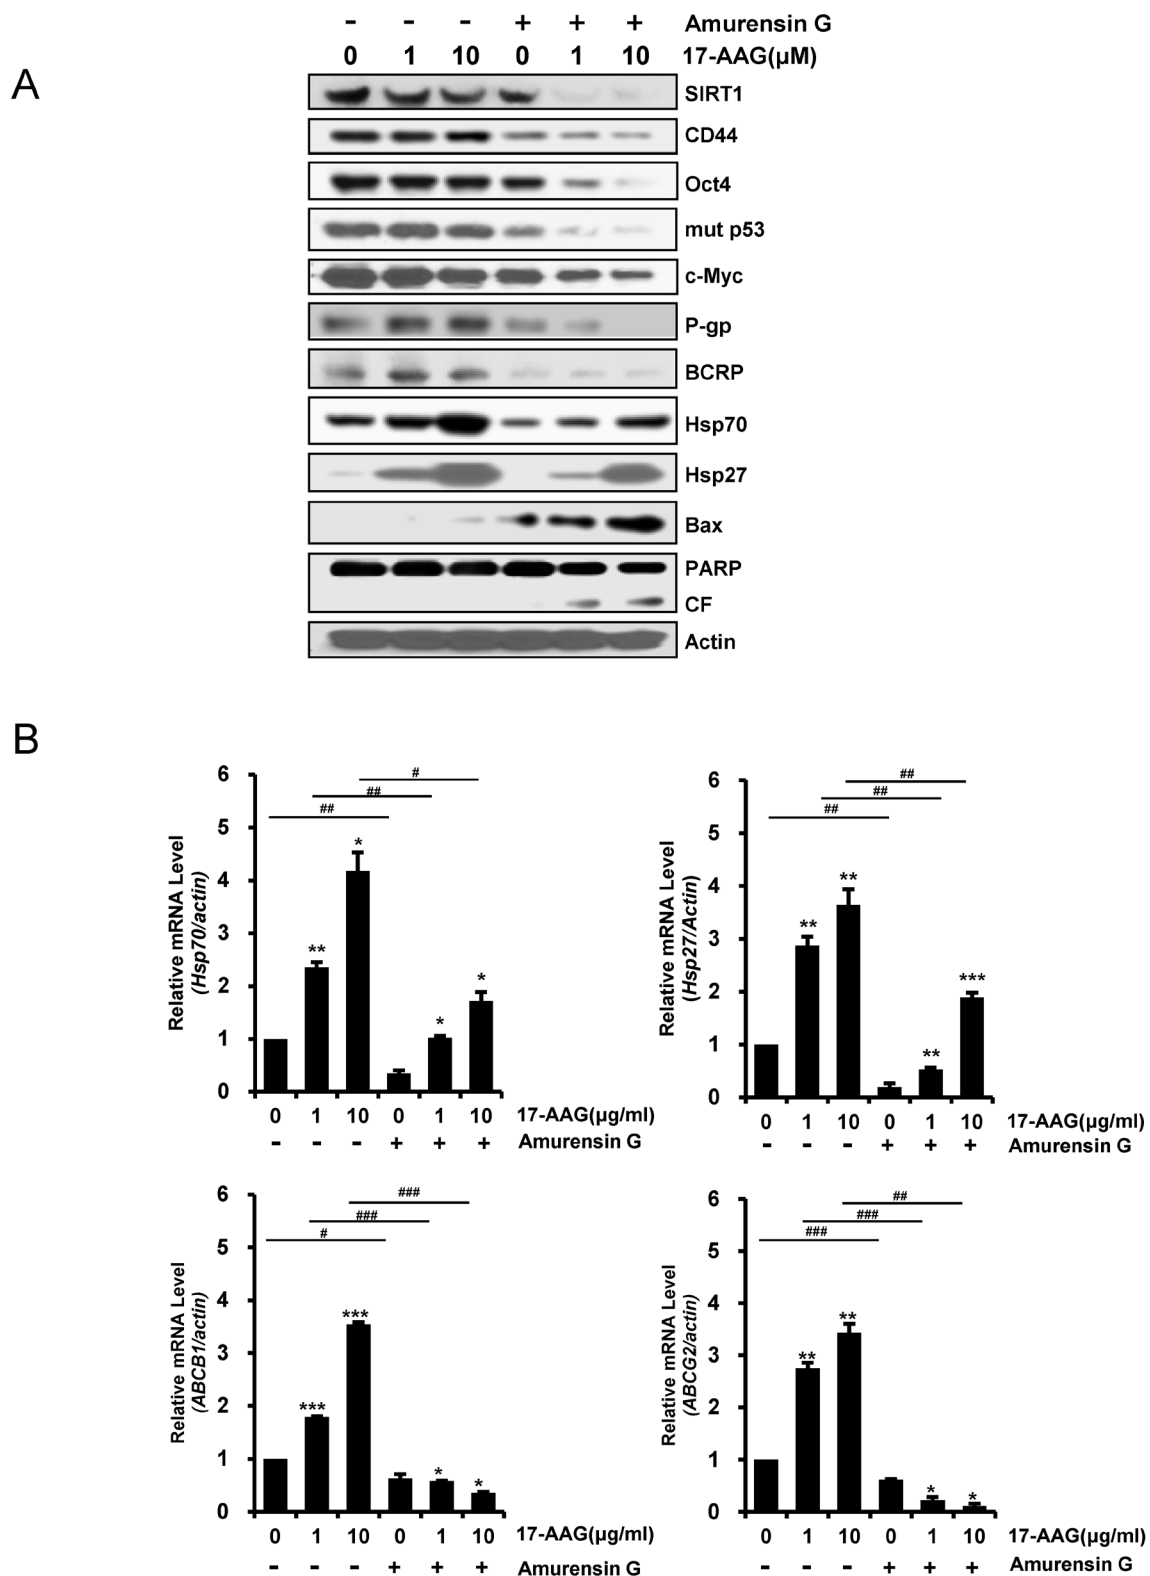 - - - + + + Amurensin G
0 1 10 0 1 10 17-AAG(μM)
A
SIRT1
CD44
Oct4
mut p53
c-Myc
P-gp
BCRP
Hsp70
Hsp27
Bax
PARP
CF
Actin
B
Relative mRNA Level
(Hsp70/actin)
6
5
4
3
2
1
0
#
##
##
** * * *
0 1 10 0 1 10 17-AAG(μg/ml)
- - - + + + Amurensin G
Relative mRNA Level
(Hsp27/Actin)
6
5
4
3
2
1
0
##
##
##
** ** ** ***
0 1 10 0 1 10 17-AAG(μg/ml)
- - - + + + Amurensin G
Relative mRNA Level
(ABCB1/actin)
6
5
4
3
2
1
0
###
###
#
*** *** * *
0 1 10 0 1 10 17-AAG(μg/ml)
- - - + + + Amurensin G
Relative mRNA Level
(ABCG2/actin)
6
5
4
3
2
1
0
##
###
###
** ** * *
0 1 10 0 1 10 17-AAG(μg/ml)
- - - + + + Amurensin G